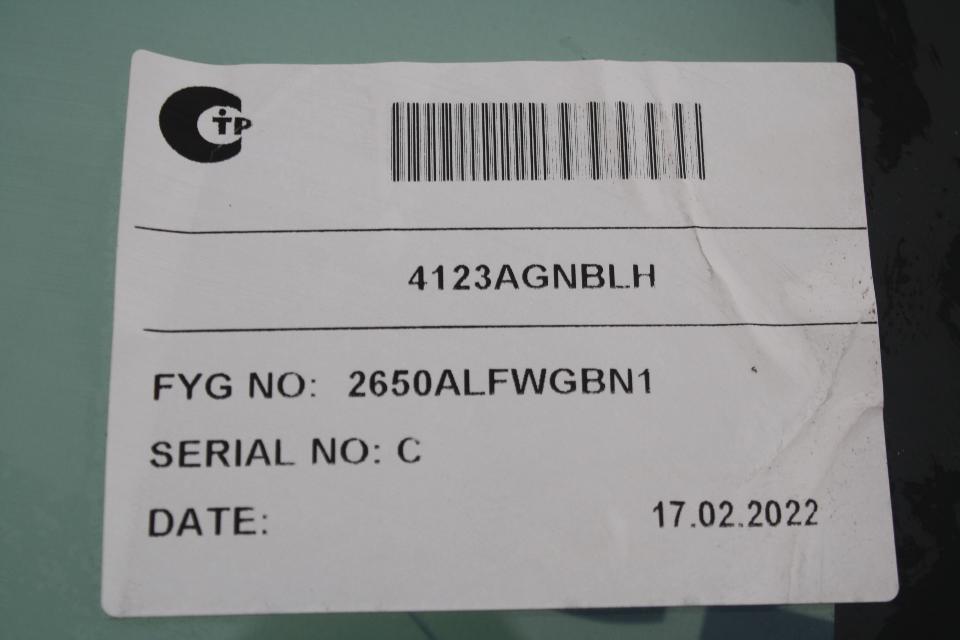 TP
4123AGNBLH
FYG NO: 2650ALFWGBN1
SERIAL NO: C
DATE: 17.02.2022